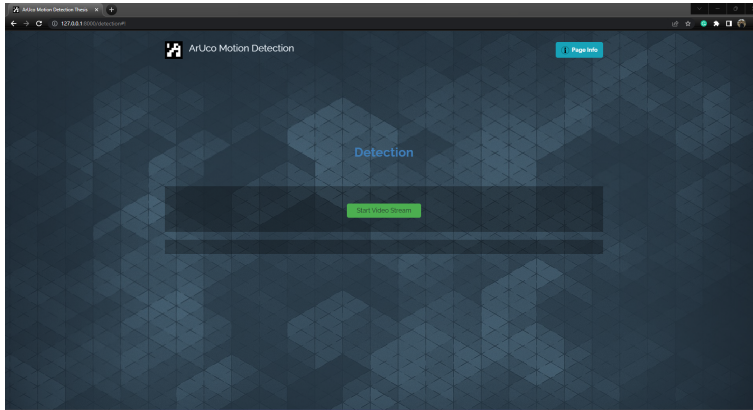 ArUco Motion Detection Thesis
127.0.0.1:8000/detection#!
ArUco Motion Detection
Page Info
Detection
Start Video Stream